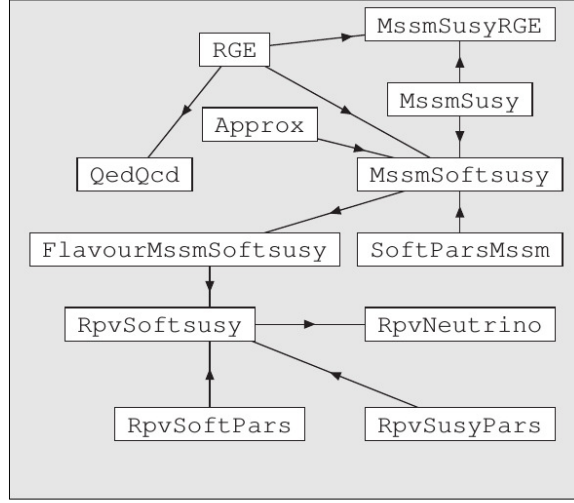 MssmSusyRGE
RGE
MssmSusy
Approx
QedQcd
MssmSoftsusy
FlavourMssmSoftsusy
SoftParsMssm
RpvSoftsusy
RpvNeutrino
RpvSoftPars
RpvSusyPars